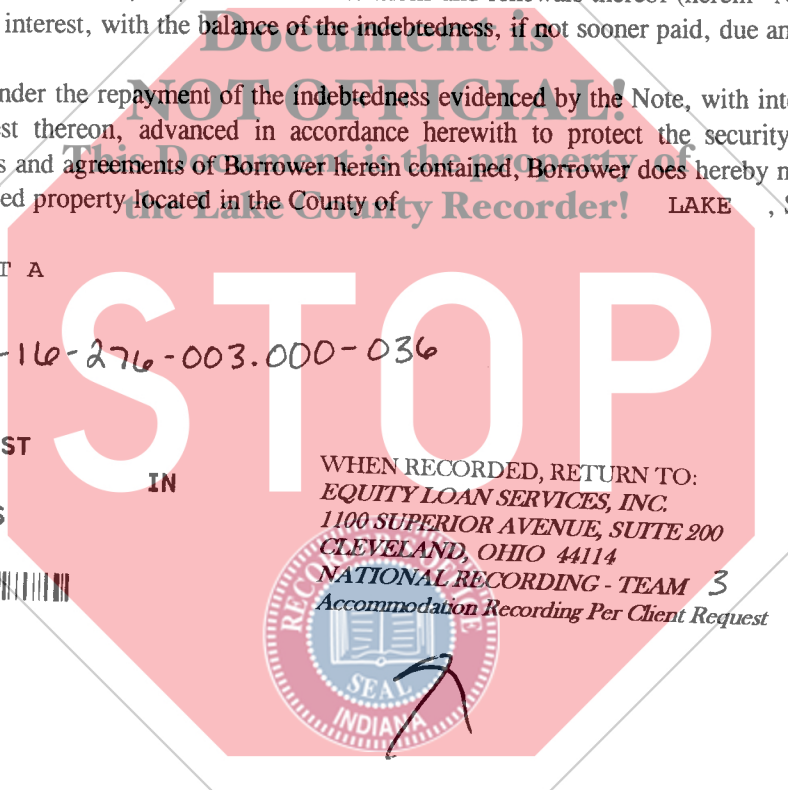 interest, with the balance of the indebtedness, if not sooner paid, due an
Document is
NOT OFFICIAL!
nder the repayment of the indebtedness evidenced by the Note, with int
est thereon, advanced in accordance herewith to protect the security
s and agreements of Borrower herein contained, Borrower does hereby m
This Document is the property of
ed property located in the County of LAKE , S
the Lake County Recorder!
T A
STOP
-16-276-003.000-036
ST
IN
S
WHEN RECORDED, RETURN TO:
EQUITY LOAN SERVICES, INC.
1100 SUPERIOR AVENUE, SUITE 200
CLEVELAND, OHIO 44114
NATIONAL RECORDING - TEAM 3
Accommodation Recording Per Client Request
RECORDER'S OFFICE
SEAL
INDIANA